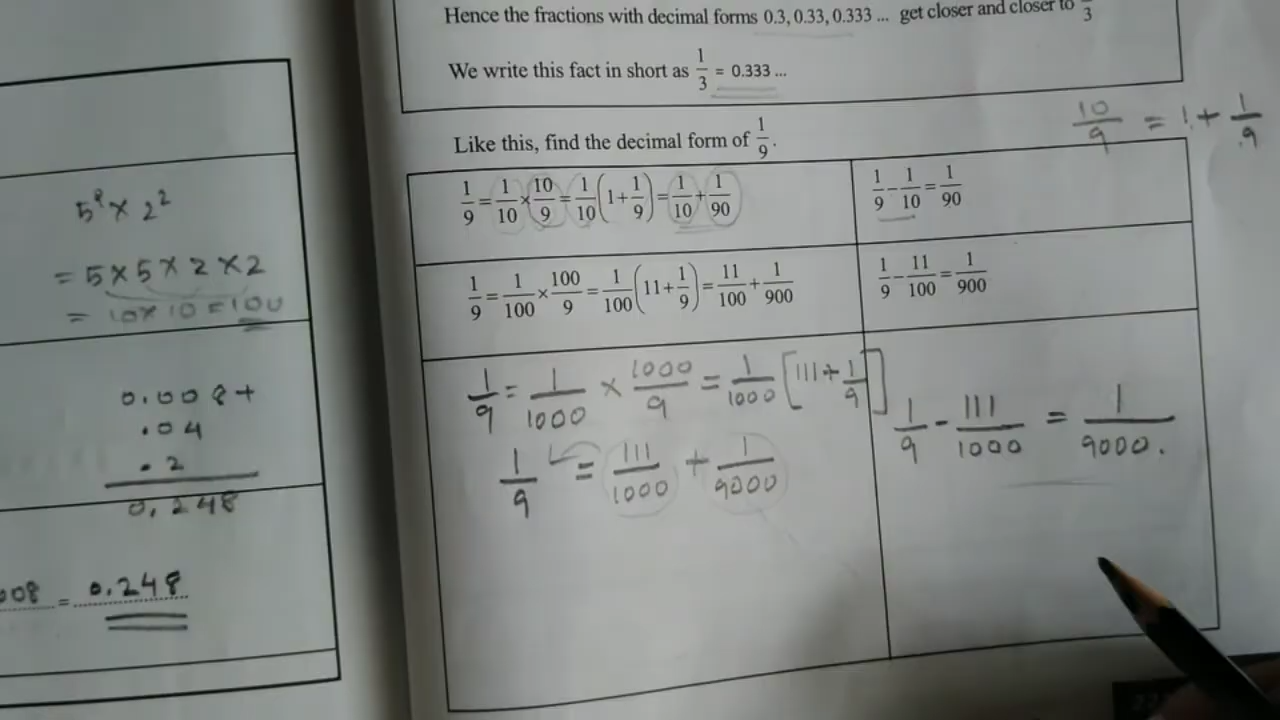 5² × 2²
= 5 × 5 × 2 × 2
= 10 × 10 = 100
0.008 +
.04
.2
0.248
008 = 0.248
Hence the fractions with decimal forms 0.3, 0.33, 0.333 ... get closer and closer to 1/3
We write this fact in short as 1/3 = 0.333 ...
10/9 = 1 + 1/9
Like this, find the decimal form of 1/9.
1/9 = 1/10 × 10/9 = 1/10 (1 + 1/9) = 1/10 + 1/90
1/9 − 1/10 = 1/90
1/9 = 1/100 × 100/9 = 1/100 (11 + 1/9) = 11/100 + 1/900
1/9 − 11/100 = 1/900
1/9 = 1/1000 × 1000/9 = 1/1000 [111 + 1/9]
1/9 = 111/1000 + 1/9000
1/9 - 111/1000 = 1/9000.